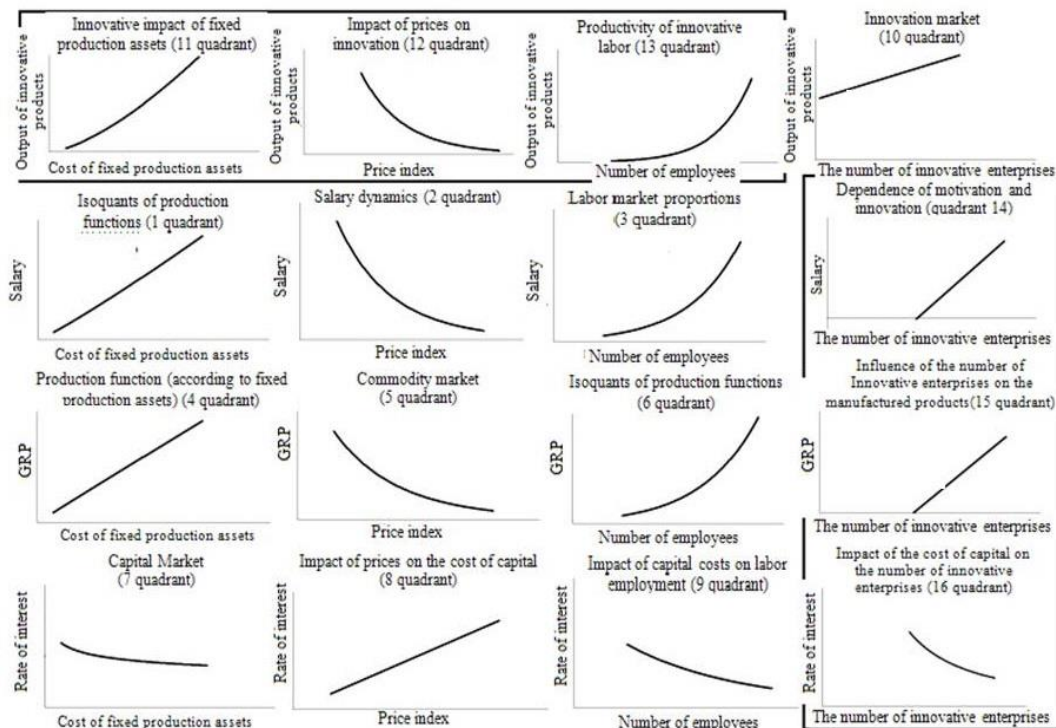 Innovative impact of fixed
production assets (11 quadrant)
Output of innovative
products
Cost of fixed production assets
Impact of prices on
innovation (12 quadrant)
Output of innovative
products
Price index
Productivity of innovative
labor (13 quadrant)
Output of innovative
products
Number of employees
Innovation market
(10 quadrant)
Output of innovative
products
The number of innovative enterprises
Isoquants of production
functions (1 quadrant)
Salary
Cost of fixed production assets
Salary dynamics (2 quadrant)
Salary
Price index
Labor market proportions
(3 quadrant)
Salary
Number of employees
Dependence of motivation and
innovation (quadrant 14)
Salary
The number of innovative enterprises
Production function (according to fixed
production assets) (4 quadrant)
GRP
Cost of fixed production assets
Commodity market
(5 quadrant)
GRP
Price index
Isoquants of production functions
(6 quadrant)
GRP
Number of employees
Influence of the number of
Innovative enterprises on the
manufactured products(15 quadrant)
GRP
The number of innovative enterprises
Capital Market
(7 quadrant)
Rate of interest
Cost of fixed production assets
Impact of prices on the cost of capital
(8 quadrant)
Rate of interest
Price index
Impact of capital costs on labor
employment (9 quadrant)
Rate of interest
Number of employees
Impact of the cost of capital on
the number of innovative
enterprises (16 quadrant)
Rate of interest
The number of innovative enterprises